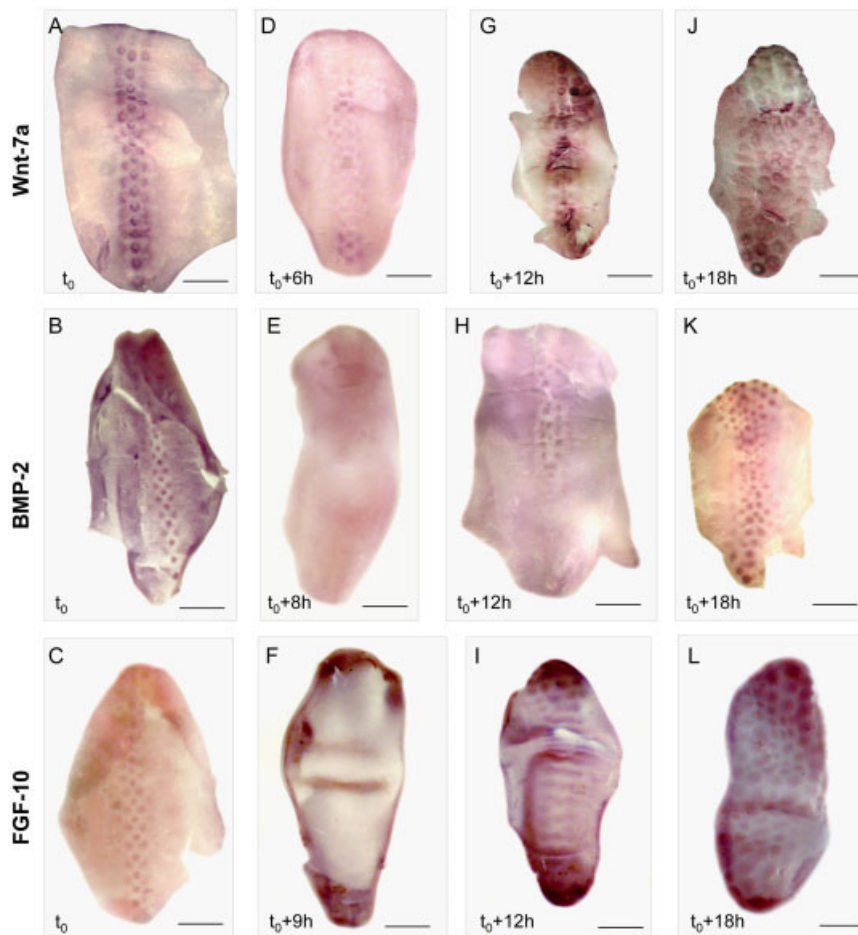 A
D
G
J
Wnt-7a
t0
t0+6h
t0+12h
t0+18h
B
E
H
K
BMP-2
t0
t0+8h
t0+12h
t0+18h
C
F
I
L
FGF-10
t0
t0+9h
t0+12h
t0+18h